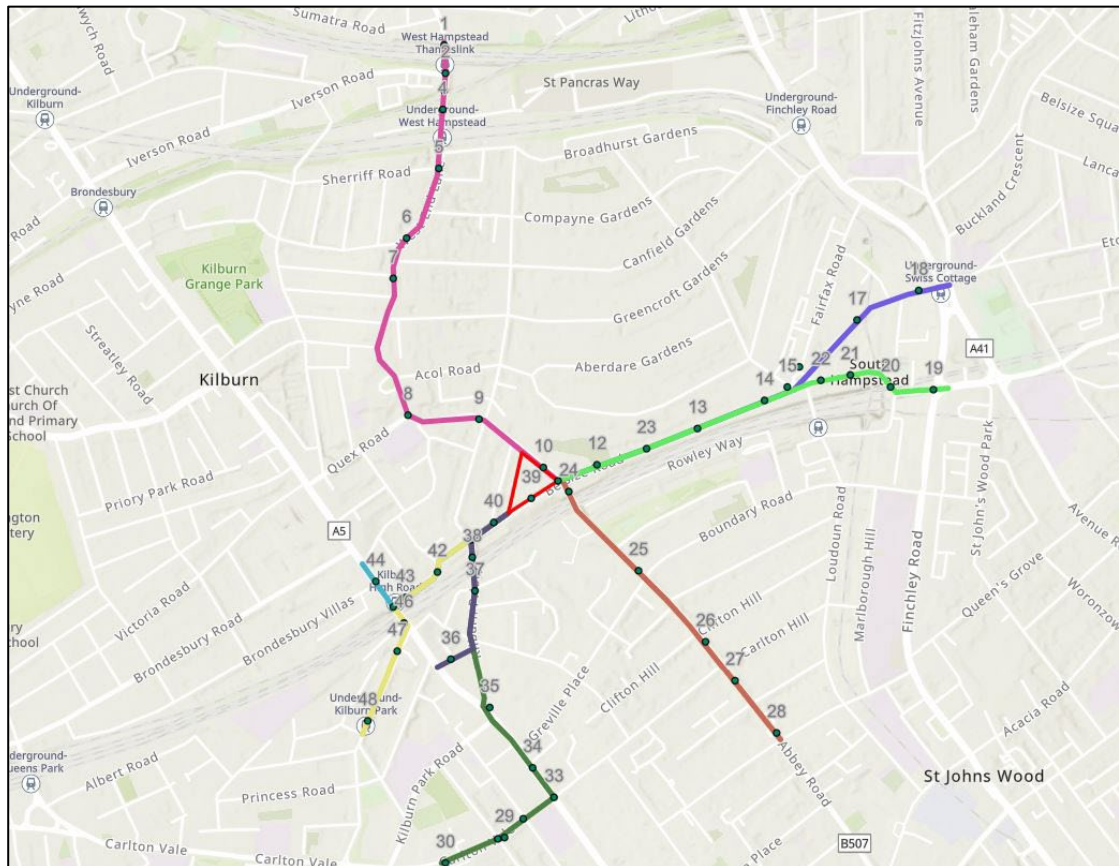 Sumatra Road
1
West Hampstead
Thameslink
2
Iverson Road
St Pancras Way
4
Underground-
West Hampstead
Underground-
Kilburn
Underground-
Finchley Road
Fitzjohns Avenue
Belsize Squa
Iverson Road
5
Broadhurst Gardens
Sherriff Road
Buckland Crescent
Brondesbury
Compayne Gardens
6
Canfield Gardens
Kilburn
Grange Park
7
Fairfax Road
Underground-
Swiss Cottage
18
17
Greencroft Gardens
Streatley Road
A41
Aberdare Gardens
Kilburn
Acol Road
15
22
21
South
Hampstead
20
19
14
8
9
13
Quex Road
23
Rowley Way
12
10
24
Belsize Road
39
Priory Park Road
40
A5
Boundary Road
St John's Wood Park
Loudoun Road
Marlborough Hill
Finchley Road
38
44
43
42
37
25
Queen's Grove
46
Victoria Road
Brondesbury Villas
Brondesbury Road
47
36
26
Carlton Hill
27
Clifton Hill
35
Greville Place
48
Underground-
Kilburn Park
28
Acacia Road
34
Abbey Road
Albert Road
33
St Johns Wood
Princess Road
Kilburn Park Road
29
30
Carlton Vale
Carlton Vale
B507